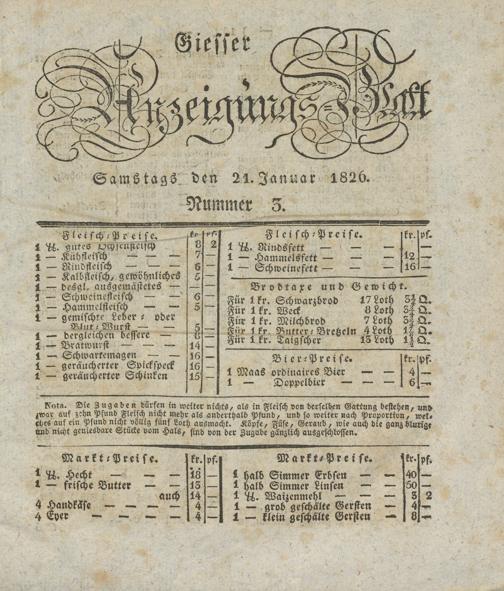 Giesser
Anzeigungs-Blatt
Samstags den 21. Januar 1826.
Nummer 3.
Fleisch-Preise. kr. pf.
1 ℔. gutes Ochsenfleisch 8 2
1 — Kuhfleisch — 7 —
1 — Rindfleisch — 6 —
1 — Kalbfleisch, gewöhnliches 5 —
1 — desgl. ausgemästetes — — —
1 — Schweinefleisch — 6 —
1 — Hammelfleisch — 5 —
1 — gemischte Leber- oder
Blut-Wurst — — 5 —
1 — dergleichen bessere 8 —
1 — Bratwurst — — 14 —
1 — Schwartemagen — 16 —
1 — geräucherter Spickspeck 16 —
1 — geräucherter Schinken 15 —
Fleisch-Preise. kr. pf.
1 ℔. Rindsfett — — — —
1 — Hammelsfett — — 12 —
1 — Schweinefett — — 16 —
Brodtaxe und Gewicht.
Für 1 kr. Schwarzbrod 17 Loth Q.
Für 1 kr. Weck 8 Loth Q.
Für 1 kr. Milchbrod 7 Loth Q.
Für 1 kr. Butter-Bretzeln 4 Loth Q.
Für 1 kr. Taigscher 15 Loth Q.
Bier-Preise. kr. pf.
1 Maas ordinaires Bier — 4 —
1 — Doppelbier — 6 —
Nota. Die Zugaben dürfen in weiter nichts, als in Fleisch von derselben Gattung bestehen, und
zwar auf zehn Pfund Fleisch nicht mehr als anderthalb Pfund, und so weiter nach Proportion, wel-
ches auf ein Pfund nicht völlig fünf Loth ausmacht. Köpfe, Füse, Geraub, wie auch die ganz blutige
und nicht geniesbare Stücke vom Hals, sind von der Zugabe gänzlich ausgeschlossen.
Markt-Preise. kr. pf.
1 ℔. Hecht — — 18 —
1 — frische Butter — — 15 —
auch 14 —
4 Handkäse — — — 4 —
4 Eyer — — — 4 —
Markt-Preise. kr. pf.
1 halb Simmer Erbsen — 40 —
1 halb Simmer Linsen — 50 —
1 ℔. Waizenmehl — — 3 2
1 — grob geschälte Gersten — 4 —
1 — klein geschälte Gersten — 8 —